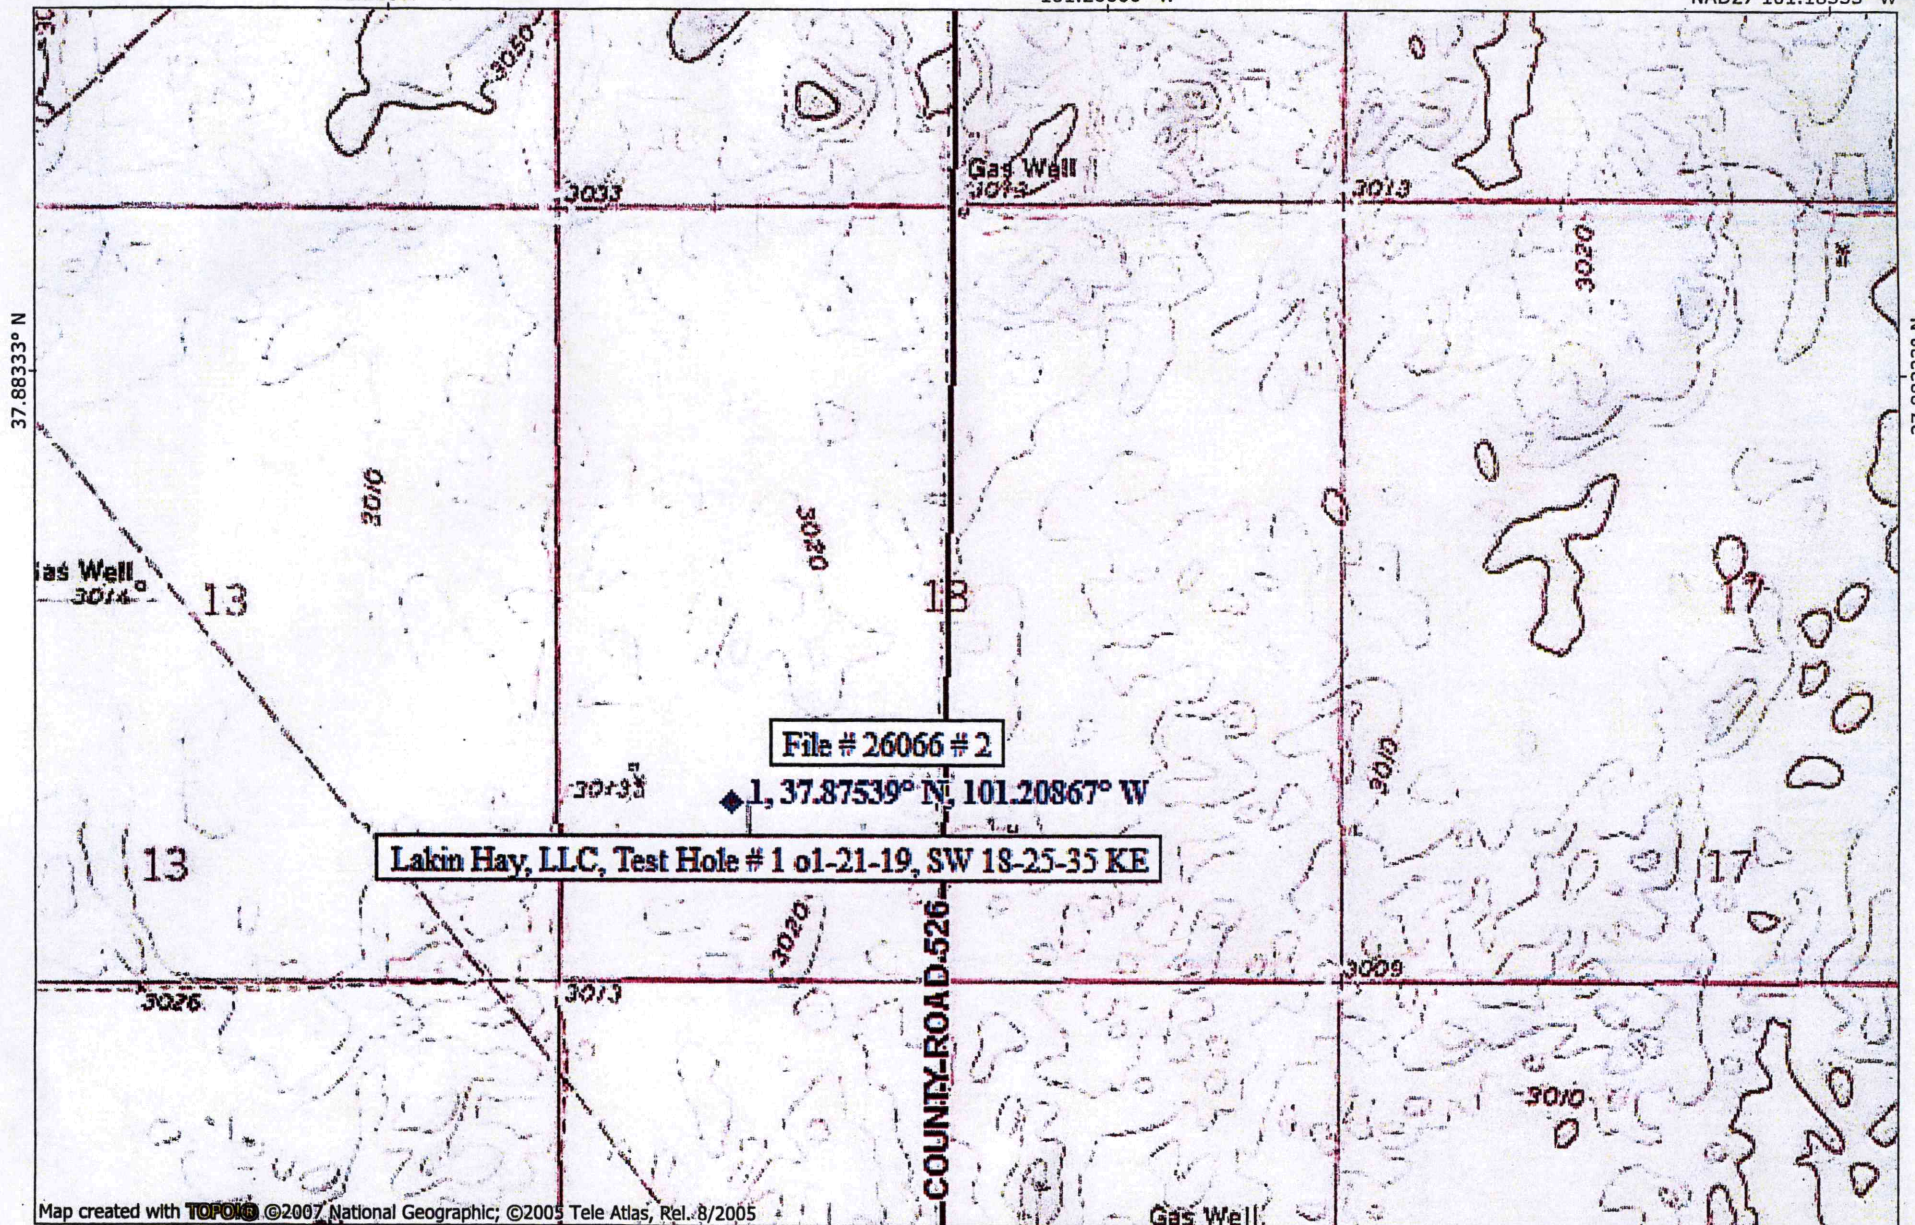 3050
Gas Well
3013
3033
3013
3020
37.88333° N
3010
3020
Gas Well
3014
13
18
17
File # 26066 # 2
1, 37.87539° N, 101.20867° W
3010
Lakin Hay, LLC, Test Hole # 1 o1-21-19, SW 18-25-35 KE
13
17
3020
COUNTY ROAD 526
3009
3026
3013
3010
Map created with TOPO!® ©2007 National Geographic; ©2005 Tele Atlas, Rel. 8/2005
Gas Well